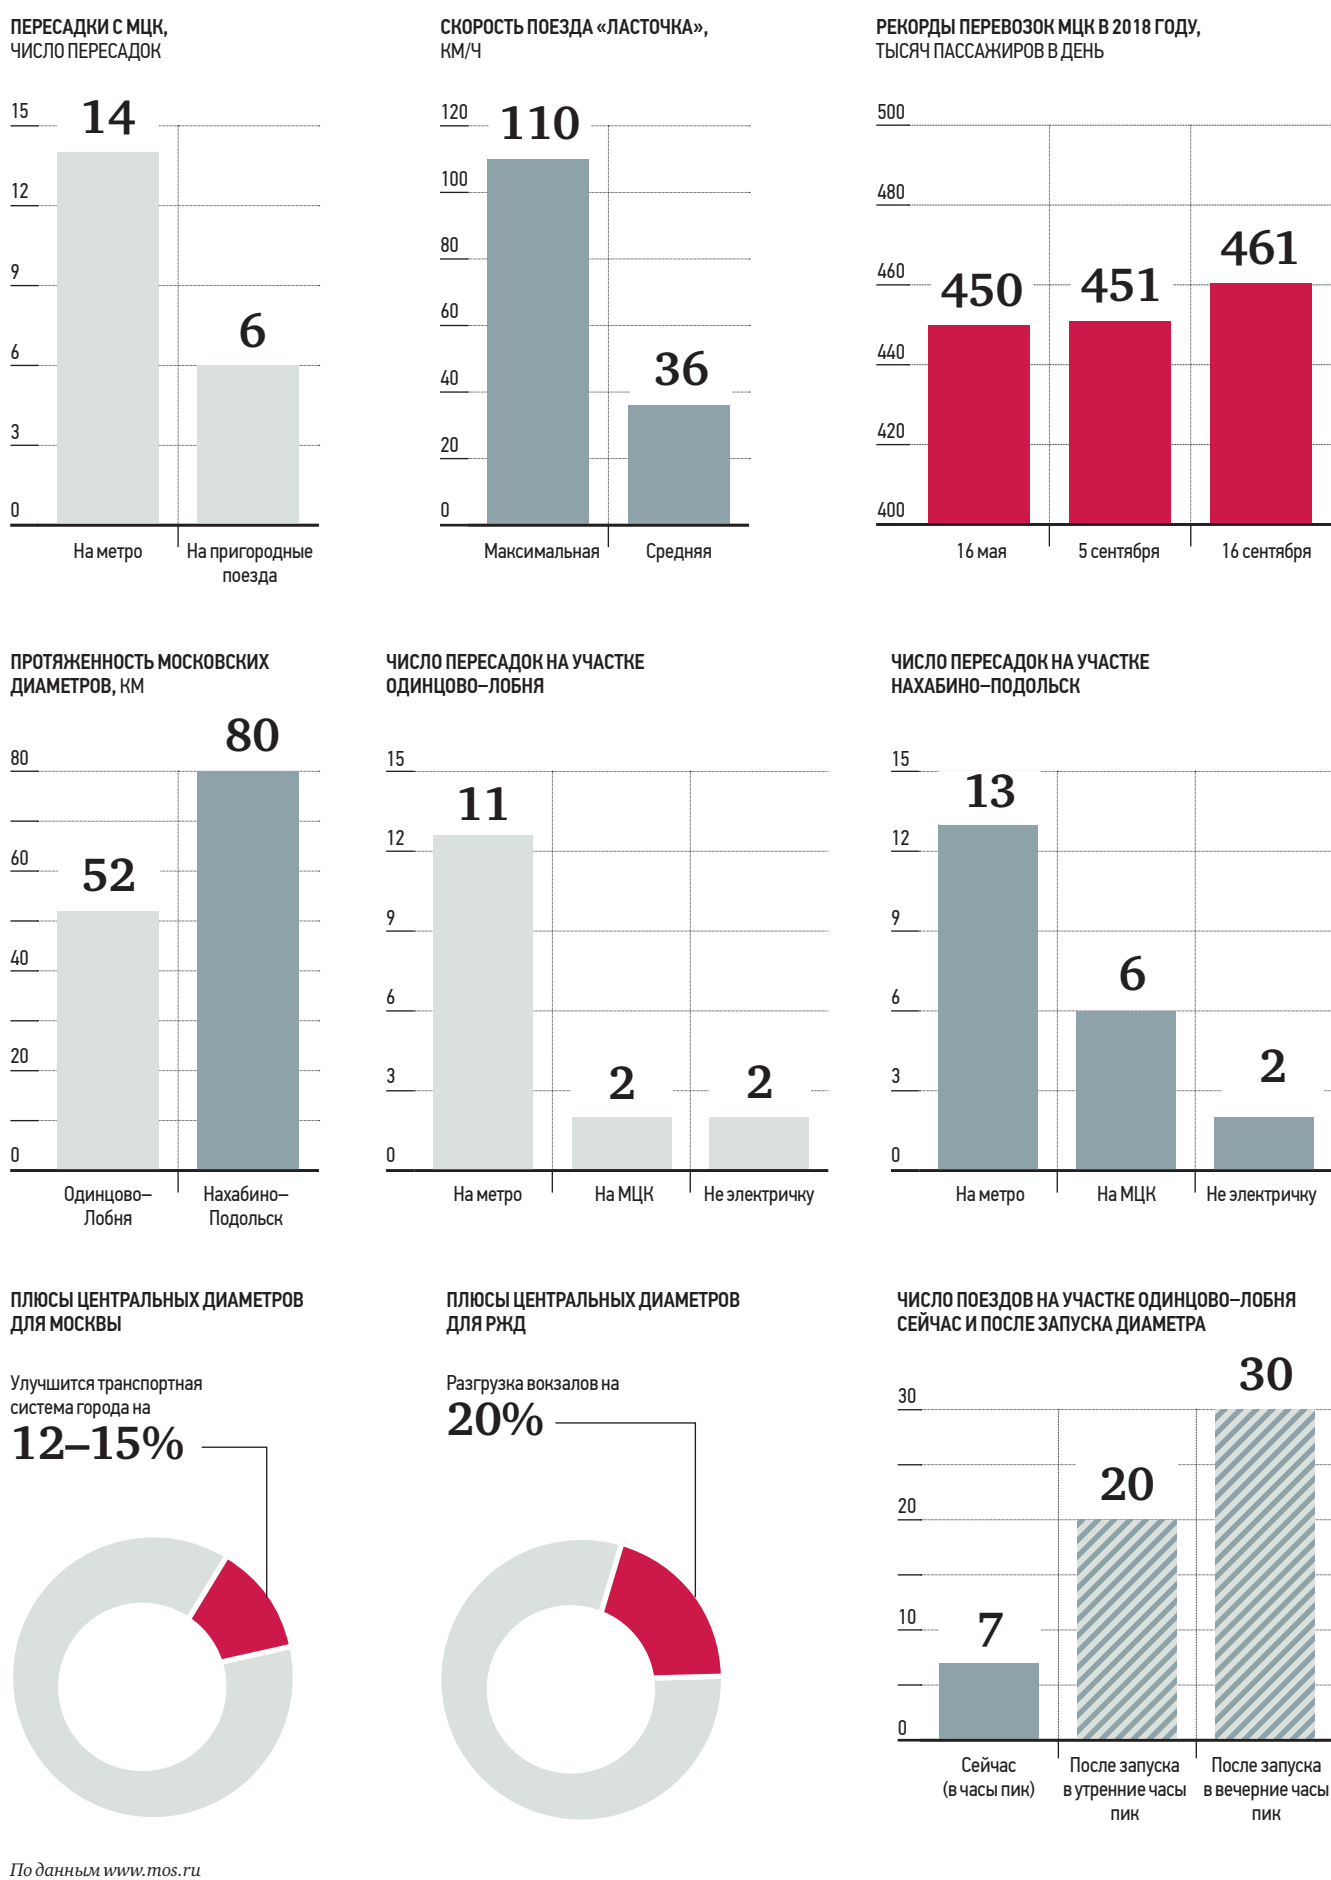 ПЕРЕСАДКИ С МЦК,
ЧИСЛО ПЕРЕСАДОК
15
14
12
9
6
6
3
0
На метро
На пригородные
поезда
СКОРОСТЬ ПОЕЗДА «ЛАСТОЧКА»,
КМ/Ч
120
110
100
80
60
40
36
20
0
Максимальная
Средняя
РЕКОРДЫ ПЕРЕВОЗОК МЦК В 2018 ГОДУ,
ТЫСЯЧ ПАССАЖИРОВ В ДЕНЬ
500
480
461
460
450
451
440
420
400
16 мая
5 сентября
16 сентября
ПРОТЯЖЕННОСТЬ МОСКОВСКИХ
ДИАМЕТРОВ, КМ
80
80
60
52
40
20
0
Одинцово–
Лобня
Нахабино–
Подольск
ЧИСЛО ПЕРЕСАДОК НА УЧАСТКЕ
ОДИНЦОВО–ЛОБНЯ
15
11
12
9
6
3
2
2
0
На метро
На МЦК
Не электричку
ЧИСЛО ПЕРЕСАДОК НА УЧАСТКЕ
НАХАБИНО–ПОДОЛЬСК
15
13
12
9
6
6
3
2
0
На метро
На МЦК
Не электричку
ПЛЮСЫ ЦЕНТРАЛЬНЫХ ДИАМЕТРОВ
ДЛЯ МОСКВЫ
Улучшится транспортная
система города на
12–15%
ПЛЮСЫ ЦЕНТРАЛЬНЫХ ДИАМЕТРОВ
ДЛЯ РЖД
Разгрузка вокзалов на
20%
ЧИСЛО ПОЕЗДОВ НА УЧАСТКЕ ОДИНЦОВО–ЛОБНЯ
СЕЙЧАС И ПОСЛЕ ЗАПУСКА ДИАМЕТРА
30
30
20
20
10
7
0
Сейчас
(в часы пик)
После запуска
в утренние часы
пик
После запуска
в вечерние часы
пик
По данным www.mos.ru